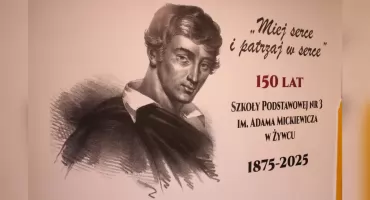 „Miej serce
i patrzaj w serce”
150 LAT
SZKOŁY PODSTAWOWEJ NR 3
IM. ADAMA MICKIEWICZA
W ŻYWCU
1875-2025